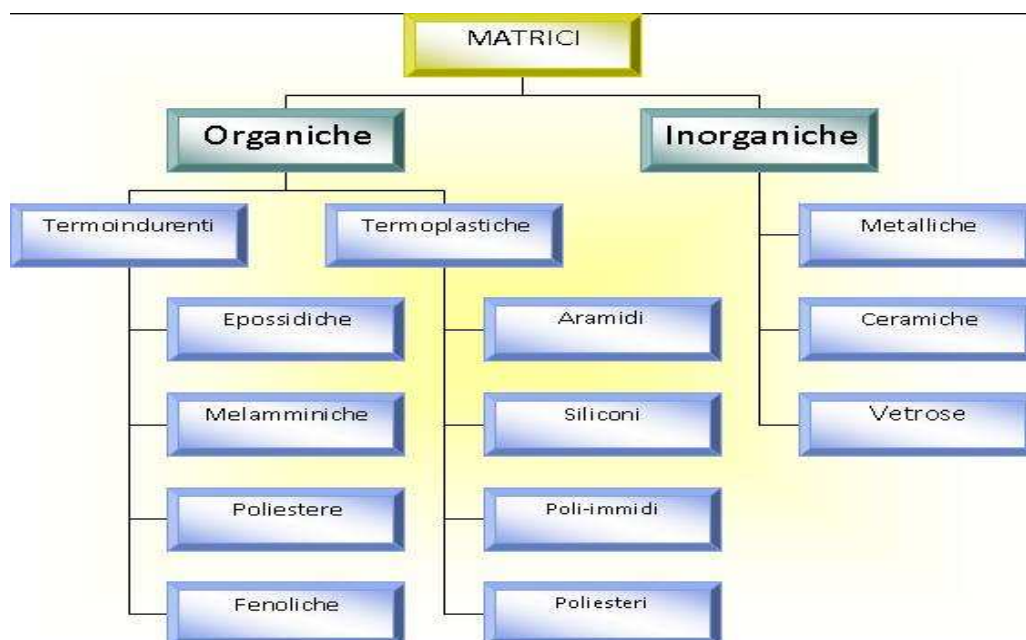 MATRICI
Organiche
Inorganiche
Termoindurenti
Termoplastiche
Metalliche
Epossidiche
Aramidi
Ceramiche
Melamminiche
Siliconi
Vetrose
Poliestere
Poli-immidi
Fenoliche
Poliesteri